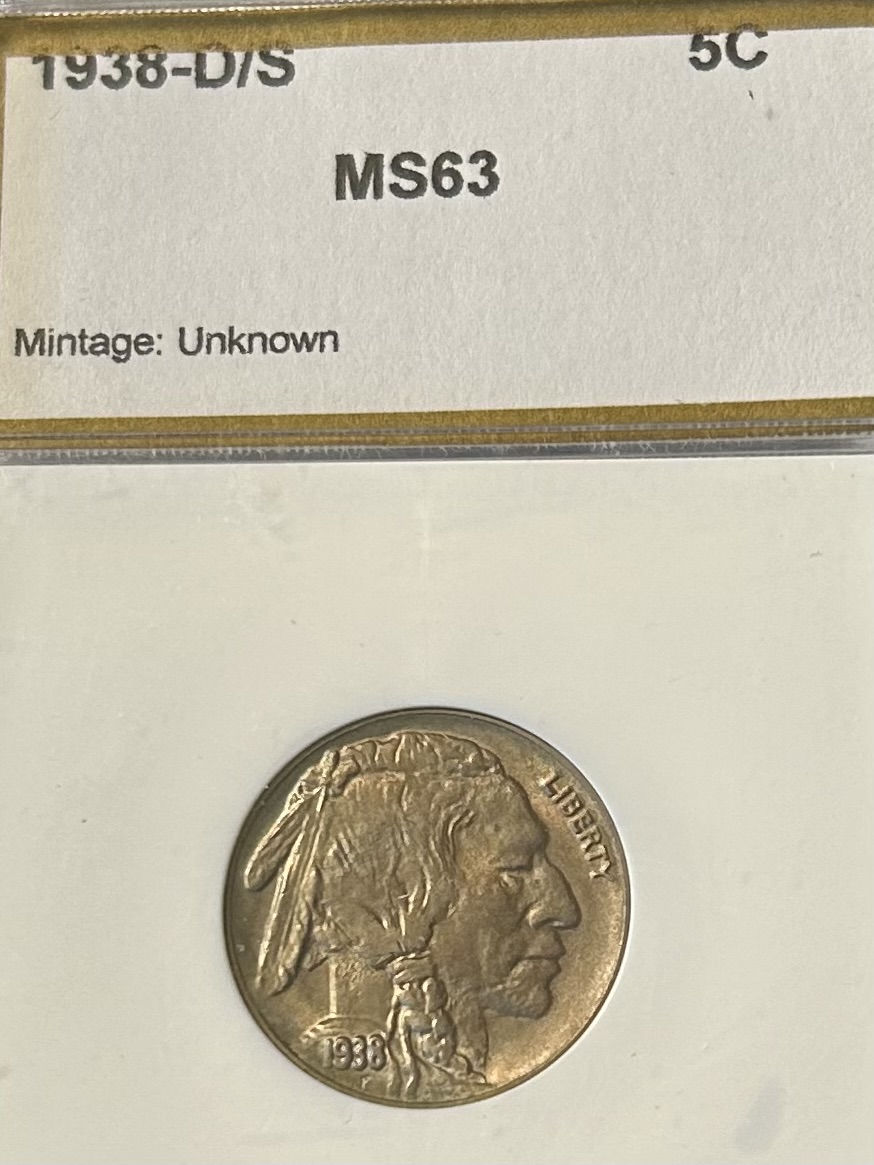 1938-D/S 5C
MS63
Mintage: Unknown
LIBERTY
1938
F